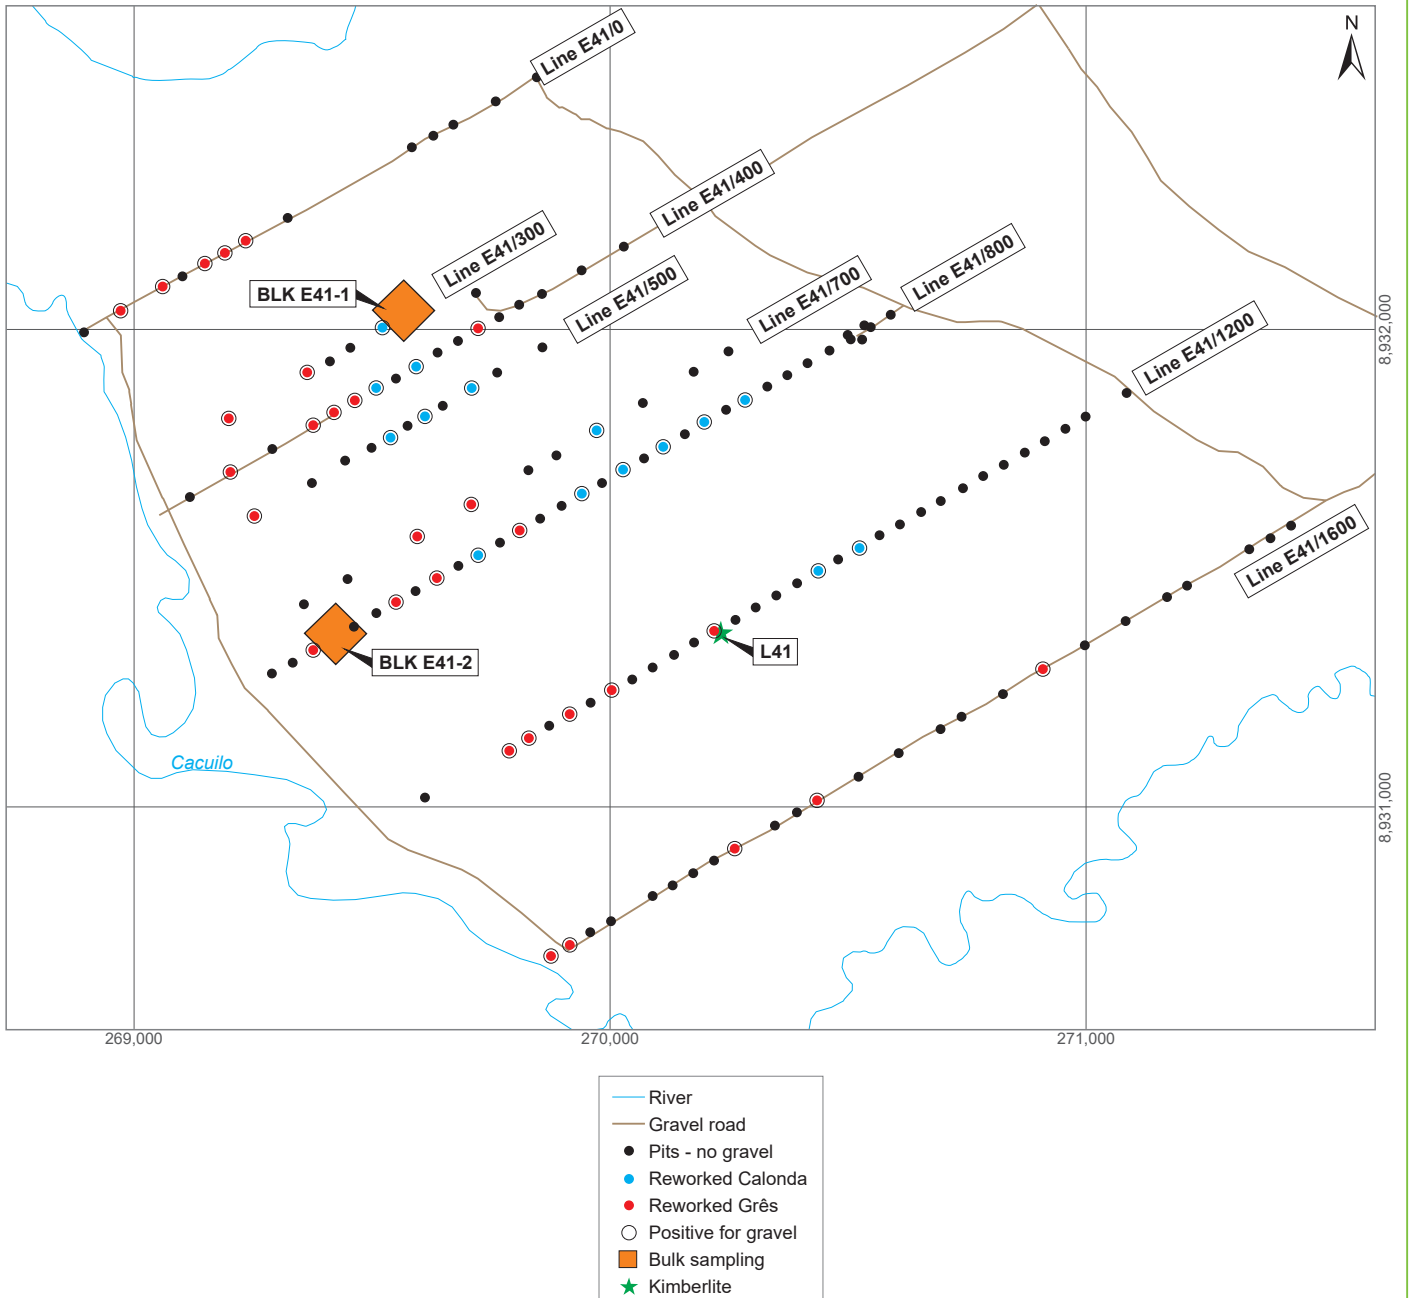 Line E41/0
N
Line E41/400
Line E41/300
Line E41/800
BLK E41-1
Line E41/500
Line E41/700
8,932,000
Line E41/1200
Line E41/1600
L41
BLK E41-2
Cacuilo
8,931,000
269,000
270,000
271,000
River
Gravel road
Pits - no gravel
Reworked Calonda
Reworked Grês
Positive for gravel
Bulk sampling
Kimberlite